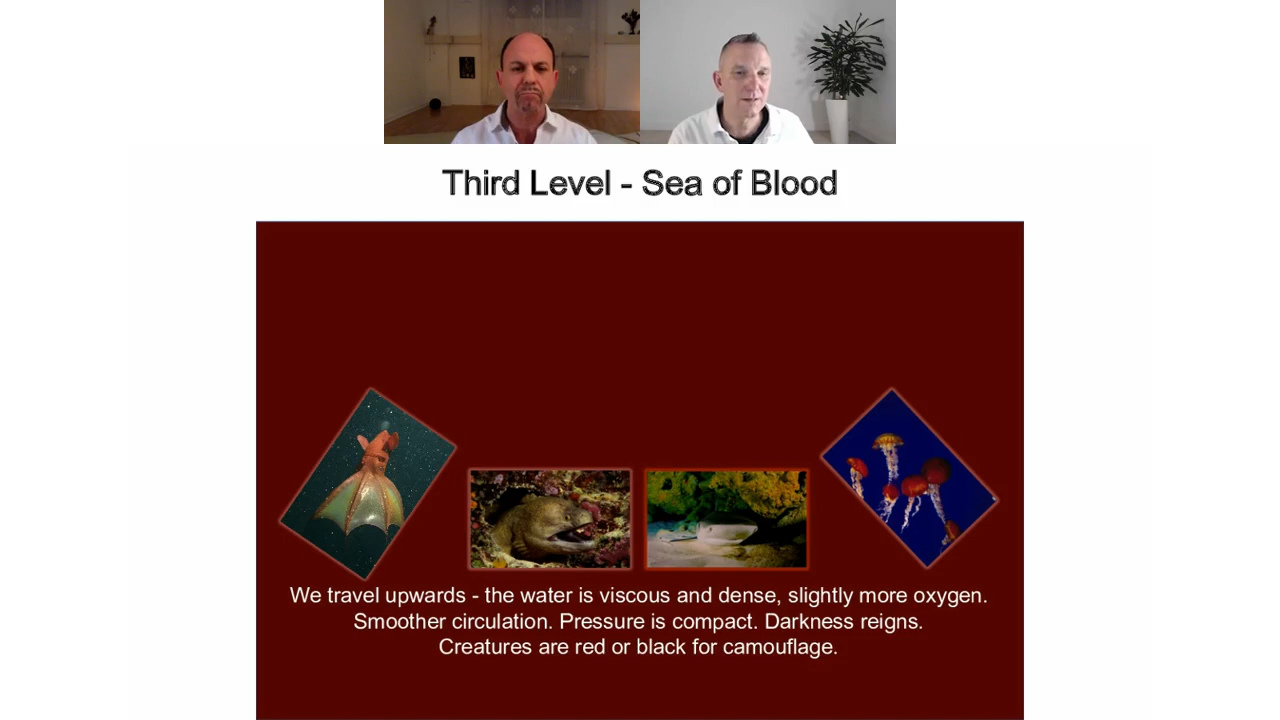 Third Level - Sea of Blood
We travel upwards - the water is viscous and dense, slightly more oxygen.
Smoother circulation. Pressure is compact. Darkness reigns.
Creatures are red or black for camouflage.